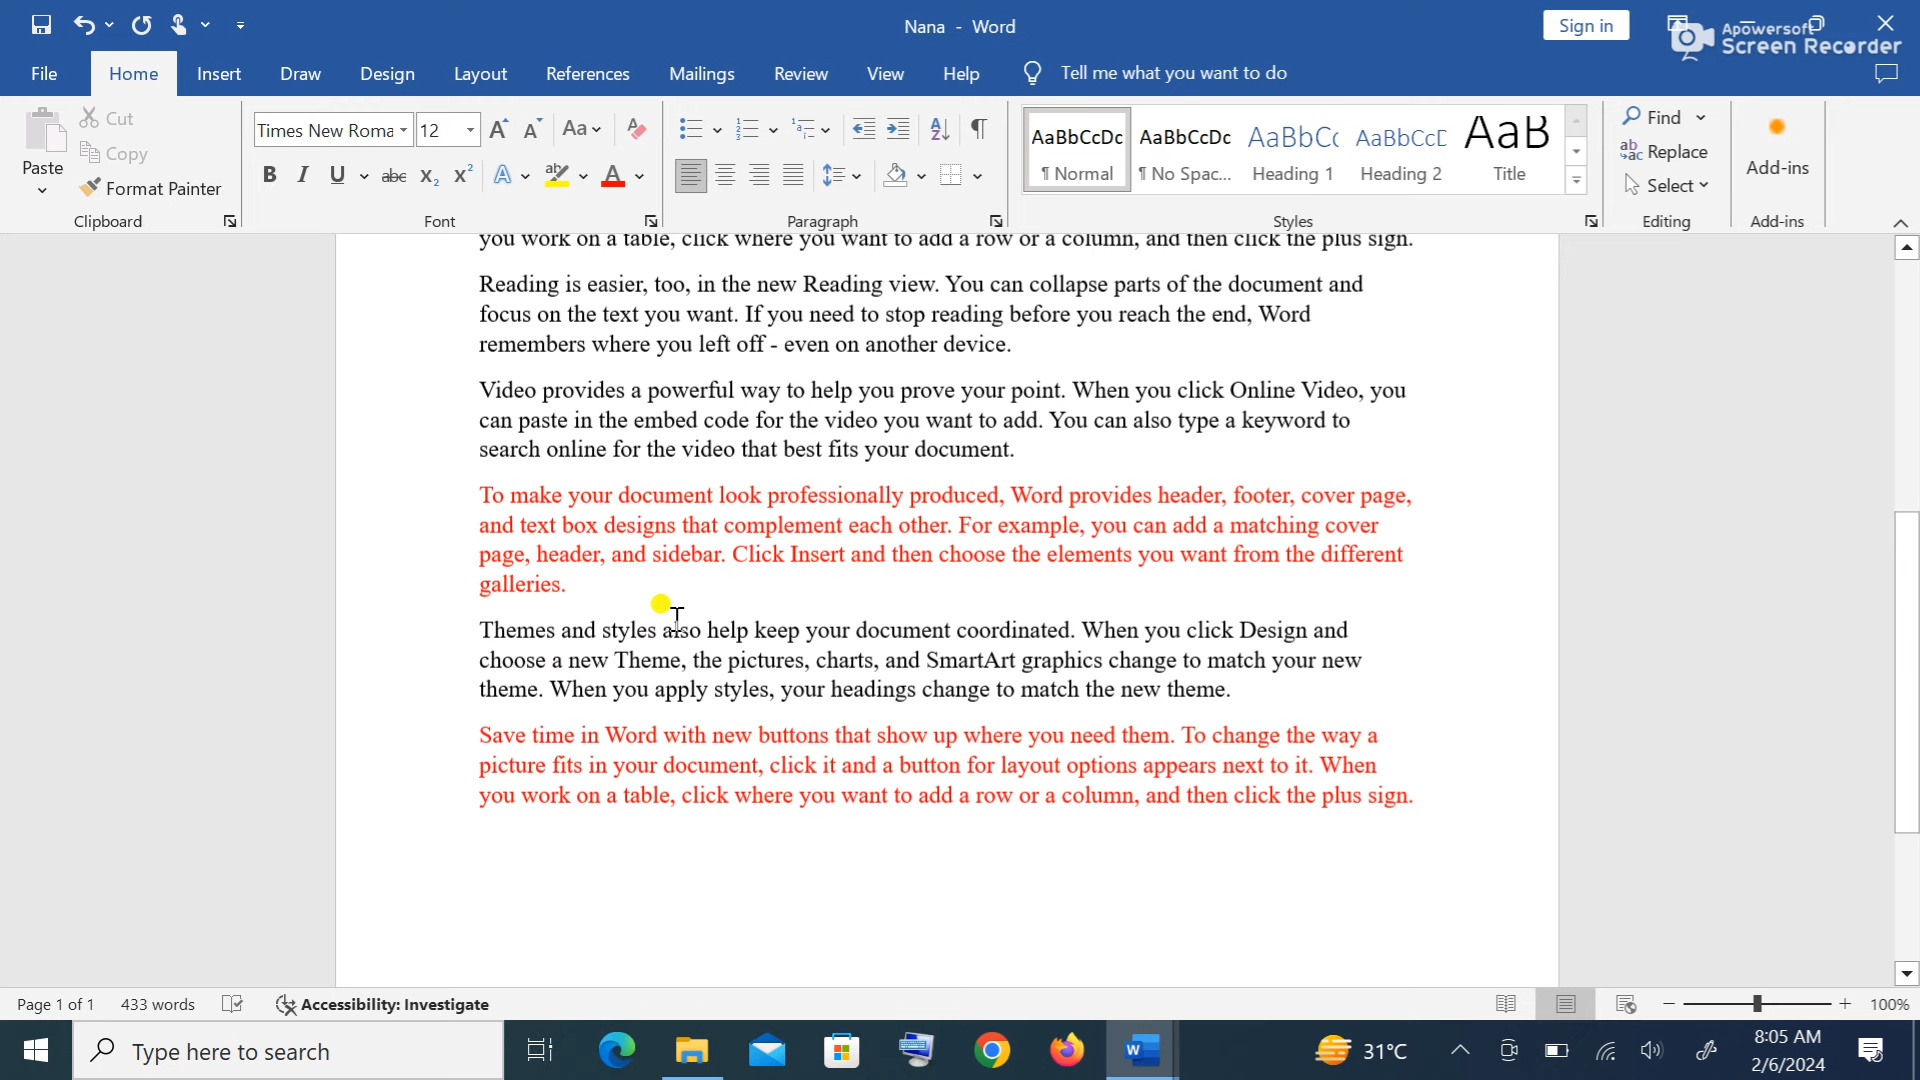 Nana - Word
Sign in
Apowersoft
Screen Recorder
File Home Insert Draw Design Layout References Mailings Review View Help Tell me what you want to do
Paste
Cut
Copy
Format Painter
Clipboard
Times New Roma 12
Aa
Font
Paragraph
AaBbCcDc AaBbCcDc AaBbCc AaBbCcD AaB
¶ Normal ¶ No Spac... Heading 1 Heading 2 Title
Styles
Find
Replace
Select
Editing
Add-ins
Add-ins
you work on a table, click where you want to add a row or a column, and then click the plus sign.
Reading is easier, too, in the new Reading view. You can collapse parts of the document and
focus on the text you want. If you need to stop reading before you reach the end, Word
remembers where you left off - even on another device.
Video provides a powerful way to help you prove your point. When you click Online Video, you
can paste in the embed code for the video you want to add. You can also type a keyword to
search online for the video that best fits your document.
To make your document look professionally produced, Word provides header, footer, cover page,
and text box designs that complement each other. For example, you can add a matching cover
page, header, and sidebar. Click Insert and then choose the elements you want from the different
galleries.
Themes and styles also help keep your document coordinated. When you click Design and
choose a new Theme, the pictures, charts, and SmartArt graphics change to match your new
theme. When you apply styles, your headings change to match the new theme.
Save time in Word with new buttons that show up where you need them. To change the way a
picture fits in your document, click it and a button for layout options appears next to it. When
you work on a table, click where you want to add a row or a column, and then click the plus sign.
Page 1 of 1 433 words Accessibility: Investigate 100%
Type here to search
31°C
8:05 AM
2/6/2024